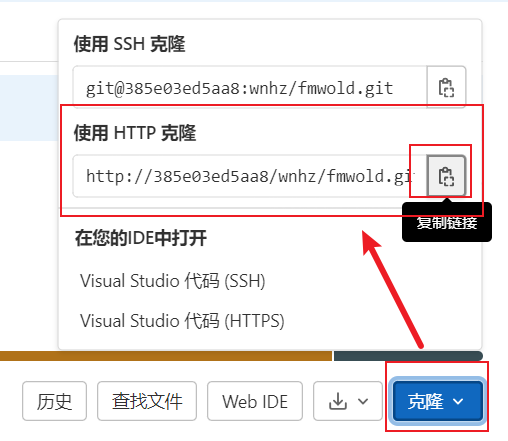 使用 SSH 克隆
git@385e03ed5aa8:wnhz/fmwold.git
使用 HTTP 克隆
http://385e03ed5aa8/wnhz/fmwold.gi
复制链接
在您的IDE中打开
Visual Studio 代码 (SSH)
Visual Studio 代码 (HTTPS)
历史 查找文件 Web IDE 克隆